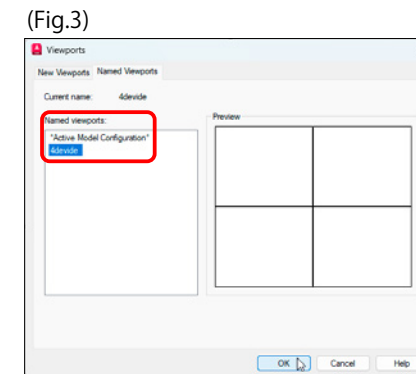 (Fig.3)
Viewports
New Viewports Named Viewports
Current name: 4devide
Named viewports:
Preview
*Active Model Configuration*
4devide
OK Cancel Help